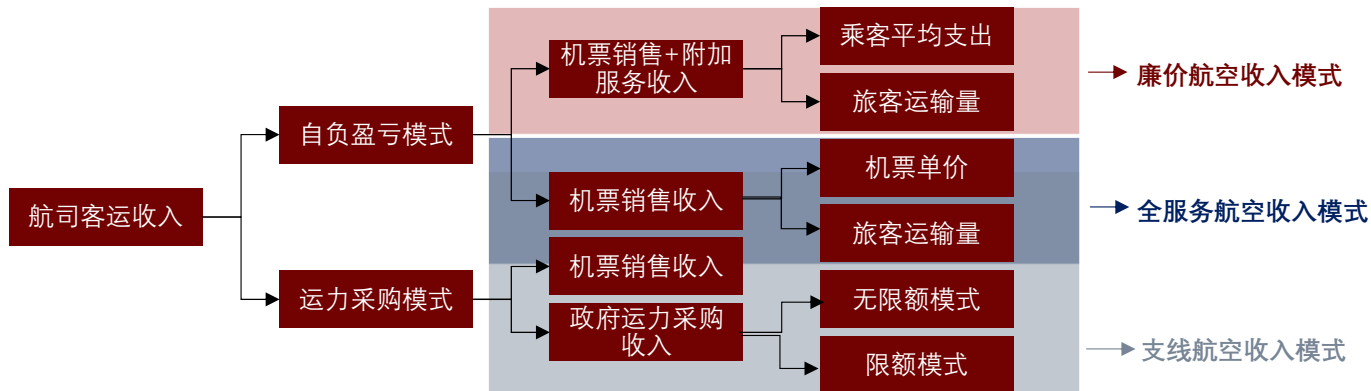 航司客运收入
自负盈亏模式
运力采购模式
机票销售+附加
服务收入
机票销售收入
机票销售收入
政府运力采购
收入
乘客平均支出
旅客运输量
机票单价
旅客运输量
无限额模式
限额模式
廉价航空收入模式
全服务航空收入模式
支线航空收入模式